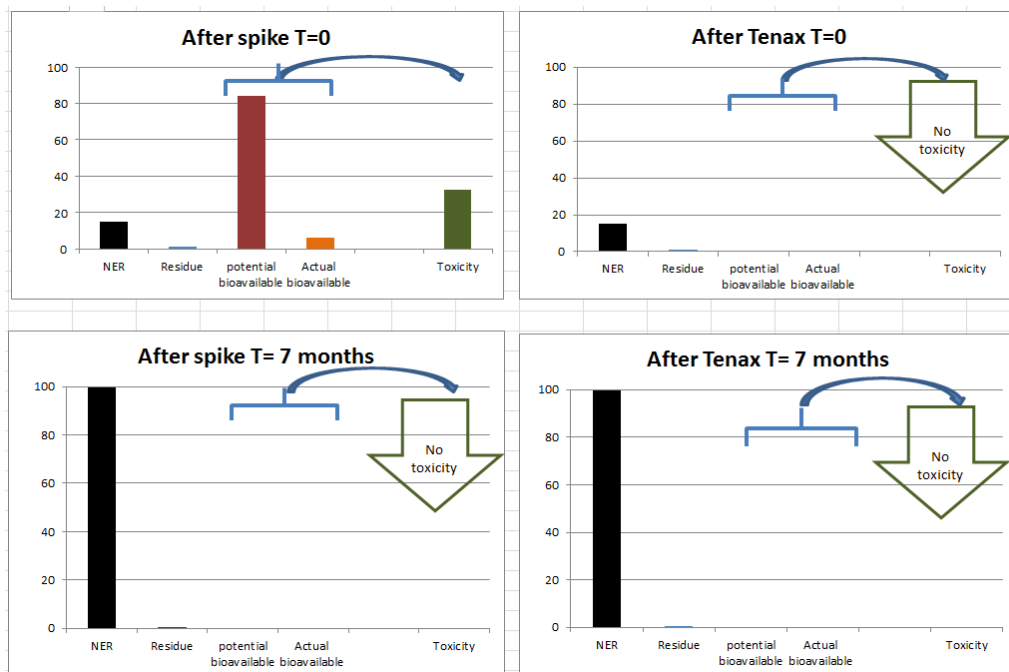 After spike T=0
100
80
60
40
20
0
NER
Residue
potential bioavailable
Actual bioavailable
Toxicity
After Tenax T=0
100
80
60
40
20
0
No
toxicity
NER
Residue
potential bioavailable
Actual bioavailable
Toxicity
After spike T= 7 months
100
80
60
40
20
0
No
toxicity
NER
Residue
potential bioavailable
Actual bioavailable
Toxicity
After Tenax T= 7 months
100
80
60
40
20
0
No
toxicity
NER
Residue
potential bioavailable
Actual bioavailable
Toxicity